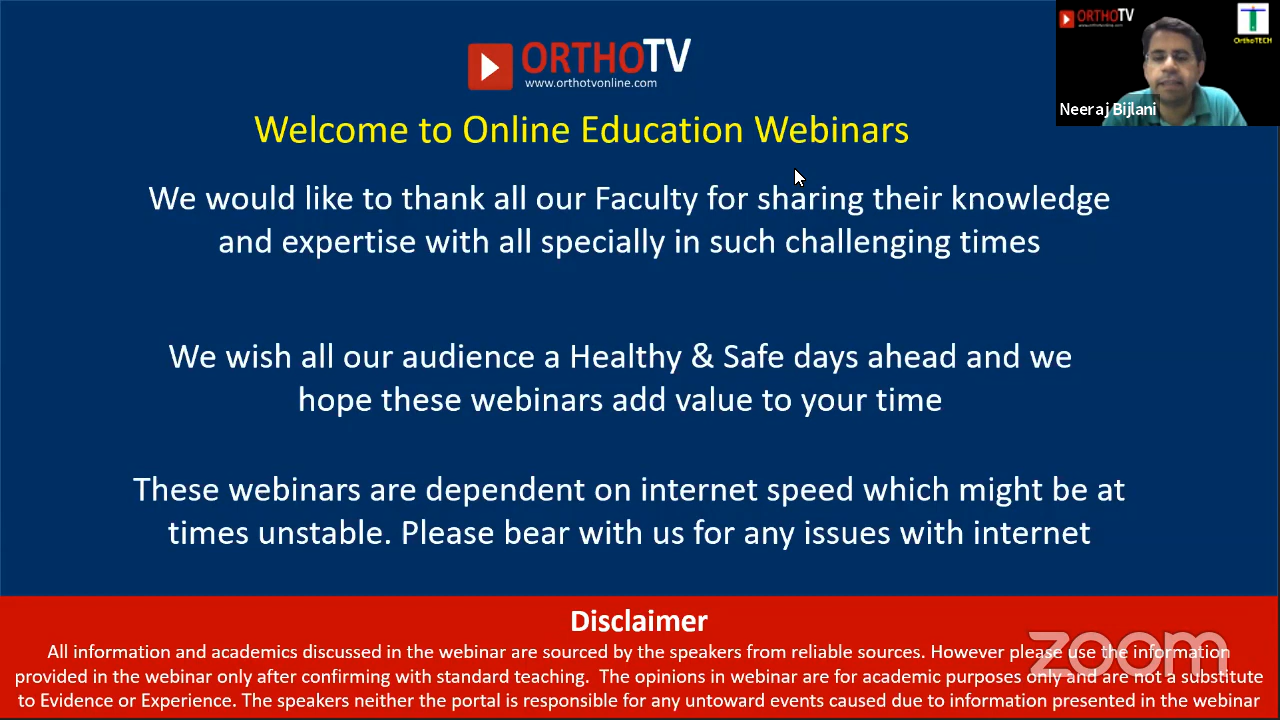 ORTHOTV
www.orthotvonline.com
ORTHOTV
OrthoTECH
Neeraj Bijlani
Welcome to Online Education Webinars
We would like to thank all our Faculty for sharing their knowledge
and expertise with all specially in such challenging times
We wish all our audience a Healthy & Safe days ahead and we
hope these webinars add value to your time
These webinars are dependent on internet speed which might be at
times unstable. Please bear with us for any issues with internet
Disclaimer
All information and academics discussed in the webinar are sourced by the speakers from reliable sources. However please use the information
provided in the webinar only after confirming with standard teaching. The opinions in webinar are for academic purposes only and are not a substitute
to Evidence or Experience. The speakers neither the portal is responsible for any untoward events caused due to information presented in the webinar
zoom